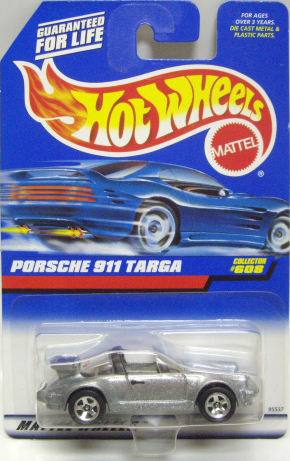 GUARANTEED
FOR LIFE
FOR AGES
OVER 3 YEARS.
DIE CAST METAL &
PLASTIC PARTS.
HOT WHEELS
MATTEL
®
PORSCHE 911 TARGA
COLLECTOR
#608
95537